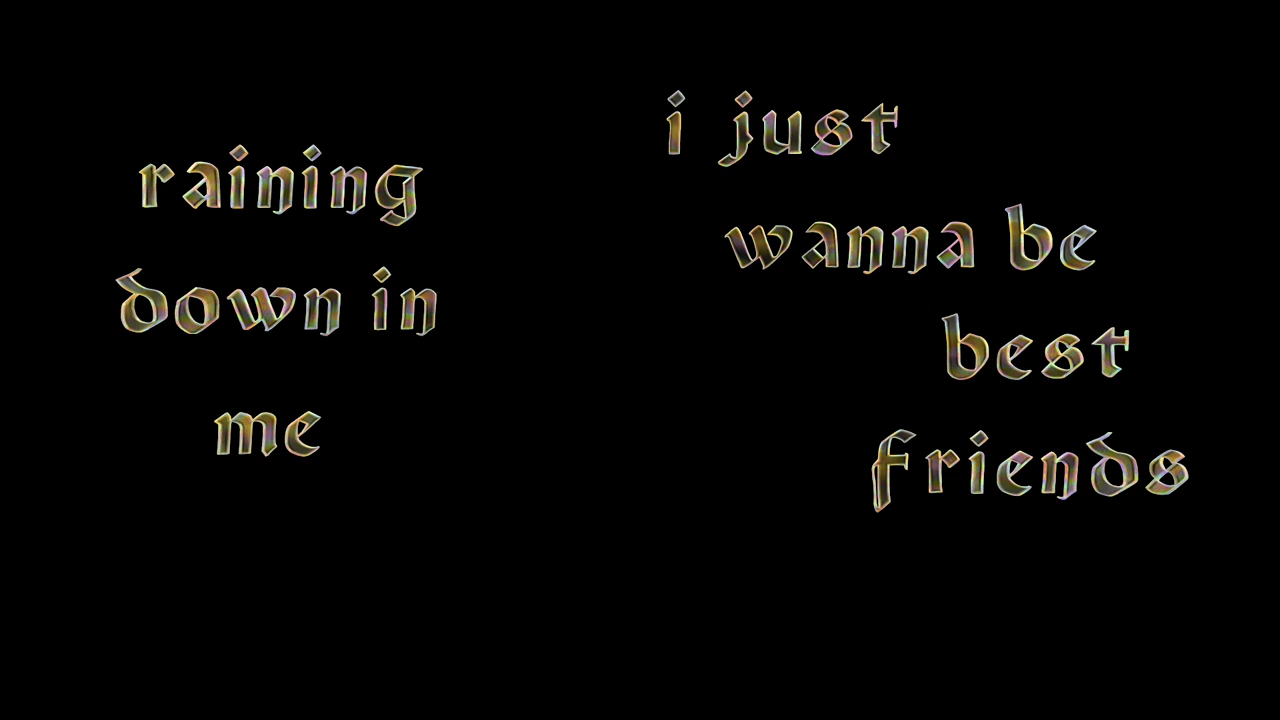 raining
down in
me
i just
wanna be
best
friends